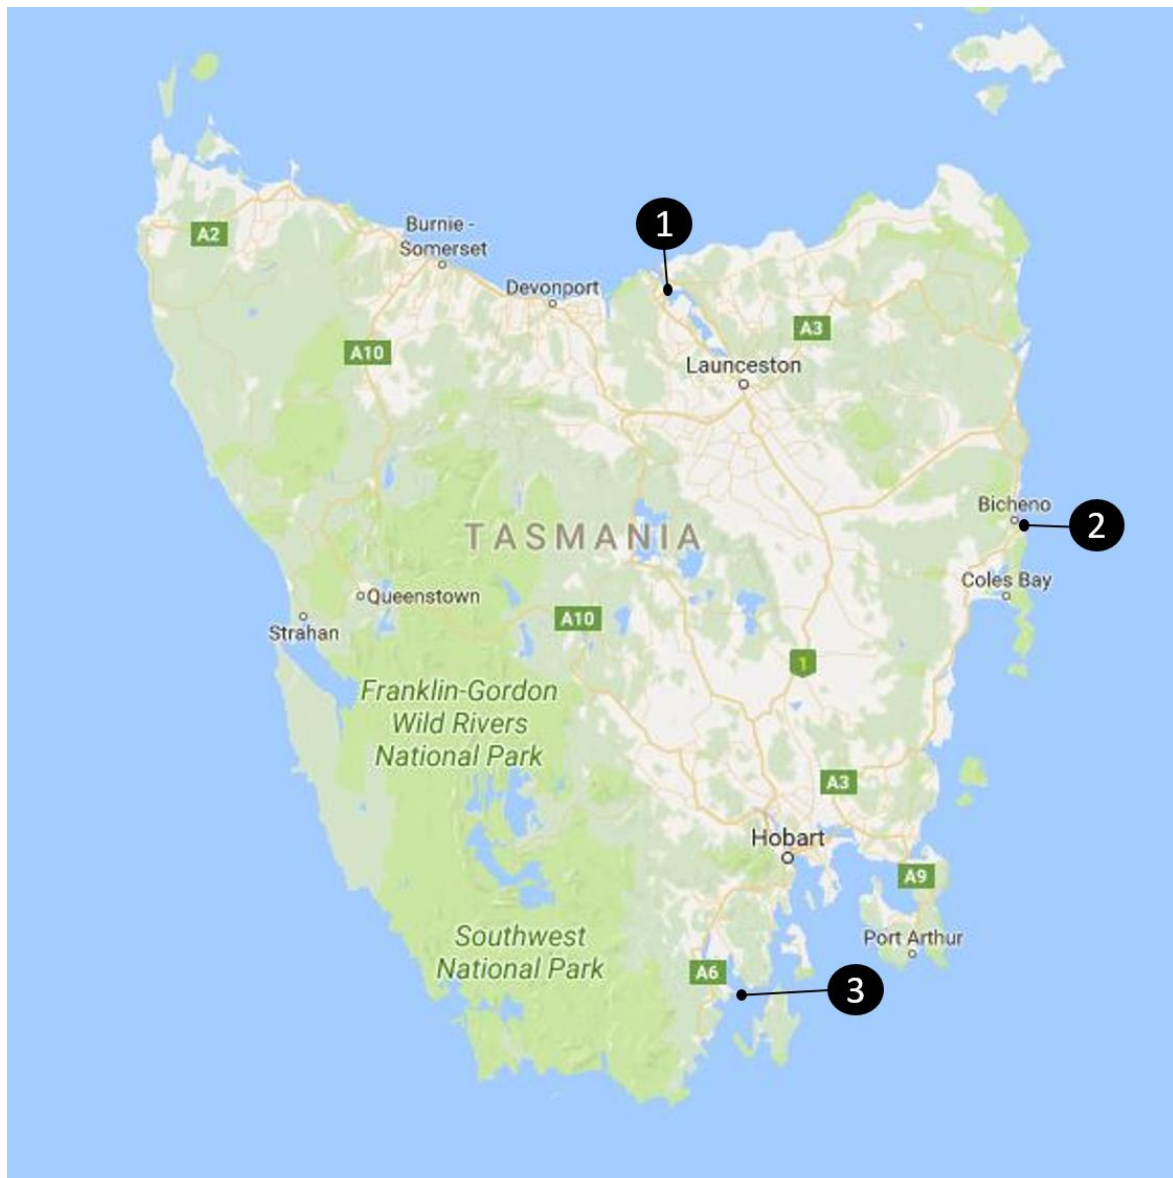 1
Burnie -
Somerset
A2
Devonport
A3
A10
Launceston
Bicheno
2
TASMANIA
Coles Bay
Queenstown
A10
Strahan
1
Franklin-Gordon
Wild Rivers
National Park
A3
Hobart
A9
Southwest
National Park
Port Arthur
A6
3